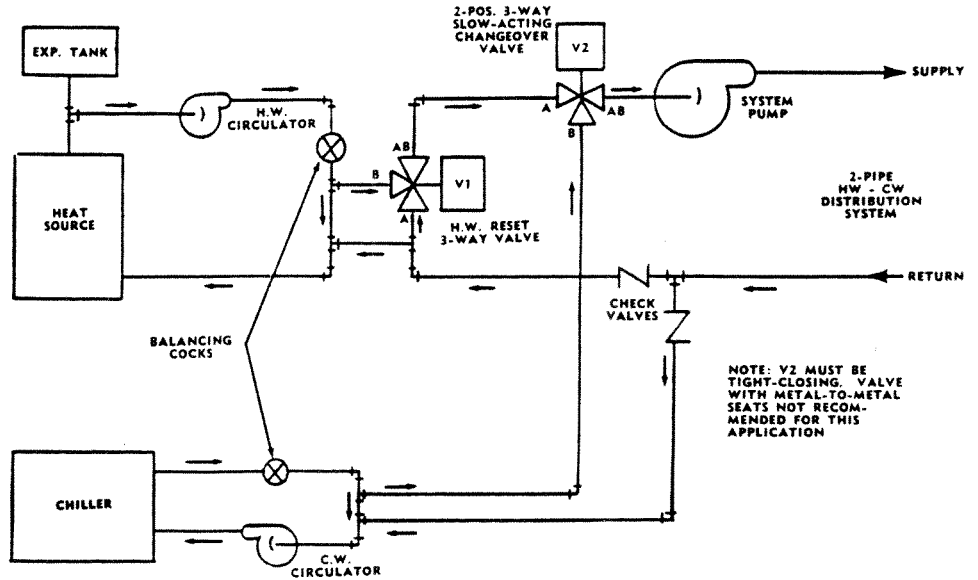 2-POS. 3-WAY
SLOW-ACTING
CHANGEOVER
VALVE
V2
EXP. TANK
SUPPLY
A
AB
B
SYSTEM
PUMP
H.W.
CIRCULATOR
AB
B
V1
A
2-PIPE
HW - CW
DISTRIBUTION
SYSTEM
HEAT
SOURCE
H.W. RESET
3-WAY VALVE
RETURN
CHECK
VALVES
BALANCING
COCKS
NOTE: V2 MUST BE
TIGHT-CLOSING. VALVE
WITH METAL-TO-METAL
SEATS NOT RECOM-
MENDED FOR THIS
APPLICATION
CHILLER
C.W.
CIRCULATOR